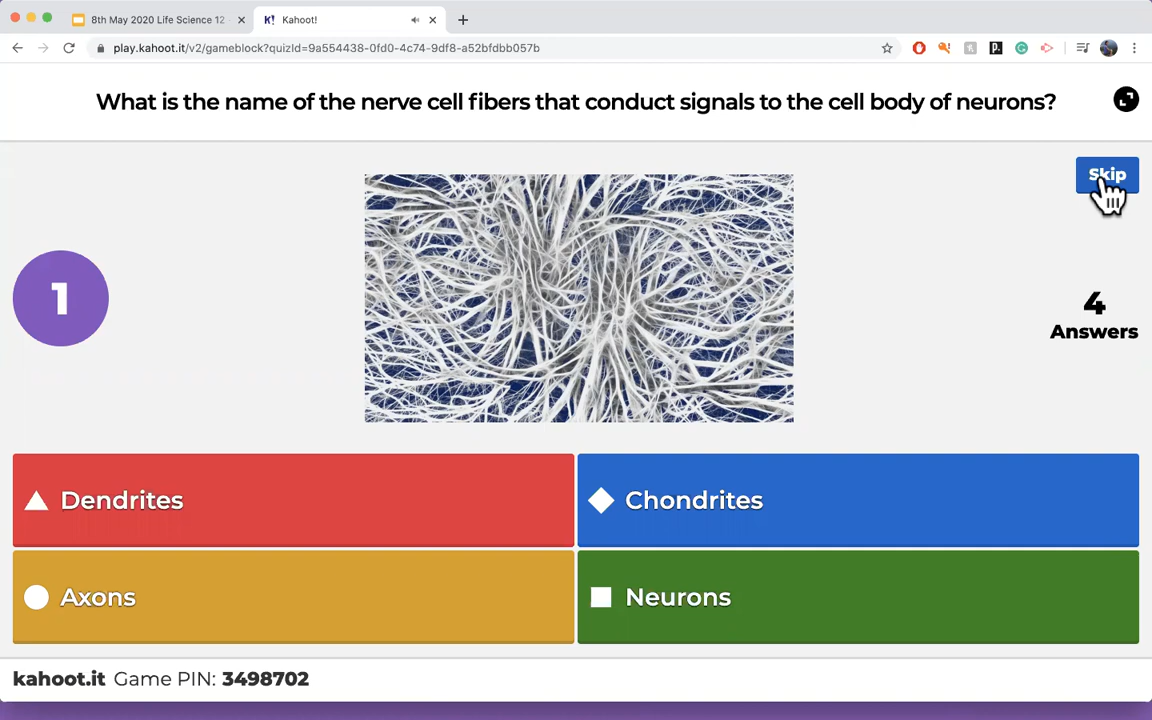 8th May 2020 Life Science 12
K! Kahoot!
play.kahoot.it/v2/gameblock?quizId=9a554438-0fd0-4c74-9df8-a52bfdbb057b
What is the name of the nerve cell fibers that conduct signals to the cell body of neurons?
Skip
1
4
Answers
Dendrites
Chondrites
Axons
Neurons
kahoot.it Game PIN: 3498702